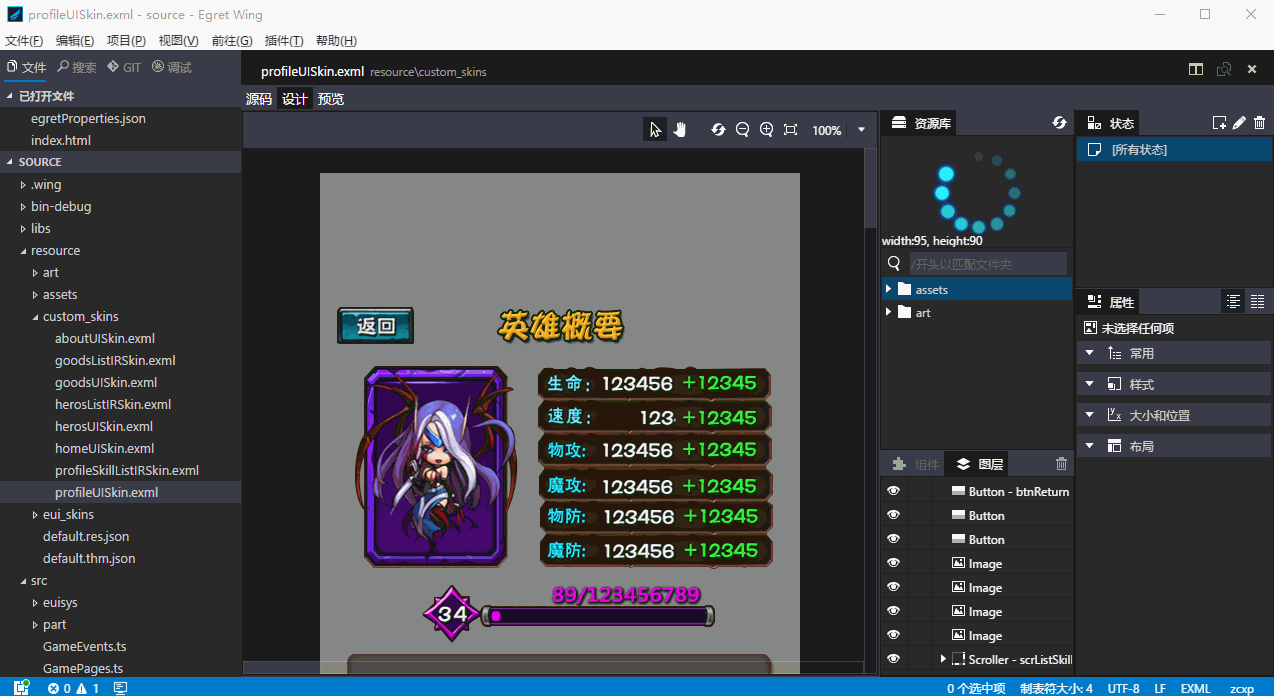 profileUISkin.exml - source - Egret Wing
文件(F) 编辑(E) 项目(P) 视图(V) 前往(G) 插件(T) 帮助(H)
文件 搜索 GIT 调试
已打开文件
egretProperties.json
index.html
SOURCE
.wing
bin-debug
libs
resource
art
assets
custom_skins
aboutUISkin.exml
goodsListIRSkin.exml
goodsUISkin.exml
herosListIRSkin.exml
herosUISkin.exml
homeUISkin.exml
profileSkillListIRSkin.exml
profileUISkin.exml
eui_skins
default.res.json
default.thm.json
src
euisys
part
GameEvents.ts
GamePages.ts
profileUISkin.exml resource\custom_skins
源码 设计 预览
100%
返回
英雄概要
生命: 123456 +12345
速度: 123 +12345
物攻: 123456 +12345
魔攻: 123456 +12345
物防: 123456 +12345
魔防: 123456 +12345
89/123456789
34
资源库
width:95, height:90
/开头以匹配文件夹
assets
art
组件 图层
Button - btnReturn
Button
Button
Image
Image
Image
Image
Scroller - scrListSkill
状态
[所有状态]
属性
未选择任何项
常用
样式
大小和位置
布局
0 1
0 个选中项 制表符大小: 4 UTF-8 LF EXML zcxp